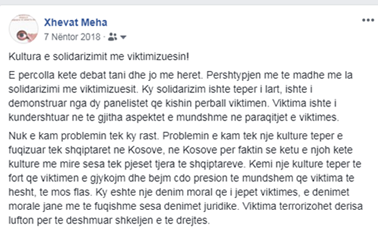 Xhevat Meha
7 Nëntor 2018 ·
Kultura e solidarizimit me viktimizuesin!
E percolla kete debat tani dhe jo me heret. Pershtypjen me te madhe me la
solidarizimi me viktimizuesit. Ky solidarizim ishte teper i lart, ishte i
demonstruar nga dy panelistet qe kishin perball viktimen. Viktima ishte i
kundershtuar ne te gjitha aspektet e mundshme ne paraqitjet e viktimes.
Nuk e kam problemin tek ky rast. Problemin e kam tek nje kulture teper e
fuqizuar tek shqiptaret ne Kosove, ne Kosove per faktin se ketu e njoh kete
kulture me mire sesa tek pjeset tjera te shqiptareve. Kemi nje kulture teper te
fort qe viktimen e gjykojm dhe bejm cdo presion te mundshem qe viktima te
hesht, te mos flas. Ky eshte nje denim moral qe i jepet viktimes, e denimet
morale jane me te fuqishme sesa denimet juridike. Viktima terrorizohet derisa
lufton per te deshmuar shkeljen e te drejtes.